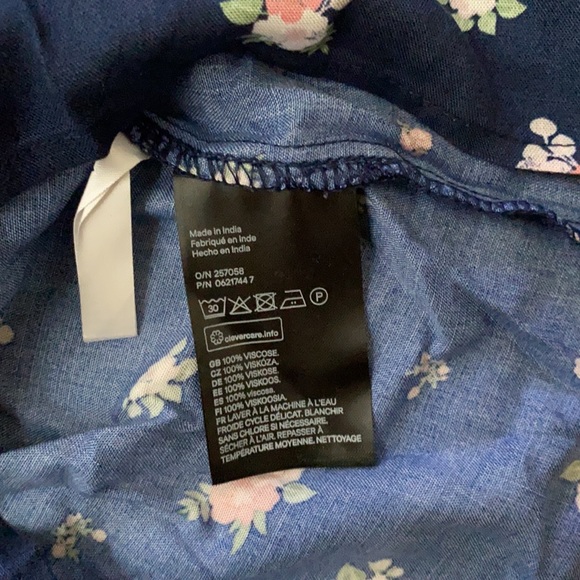 Made in India
Fabriqué en Inde
Hecho en India
O/N 257058
P/N 0621744 7
30
P
clevercare.info
GB 100% VISCOSE.
CZ 100% VISKÓZA.
DE 100% VISKOSE.
EE 100% VISKOOS.
ES 100% viscosa.
FI 100% VISKOOSIA.
FR LAVER À LA MACHINE À L'EAU
FROIDE CYCLE DÉLICAT. BLANCHIR
SANS CHLORE SI NÉCESSAIRE.
SÉCHER À L'AIR. REPASSER À
TEMPÉRATURE MOYENNE. NETTOYAGE